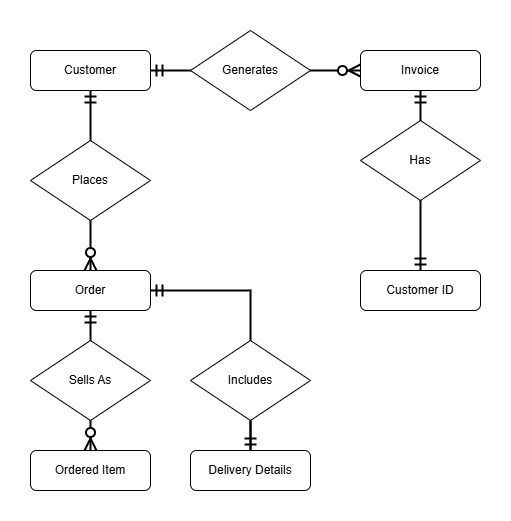 Customer
Generates
Invoice
Places
Has
Order
Customer ID
Sells As
Includes
Ordered Item
Delivery Details